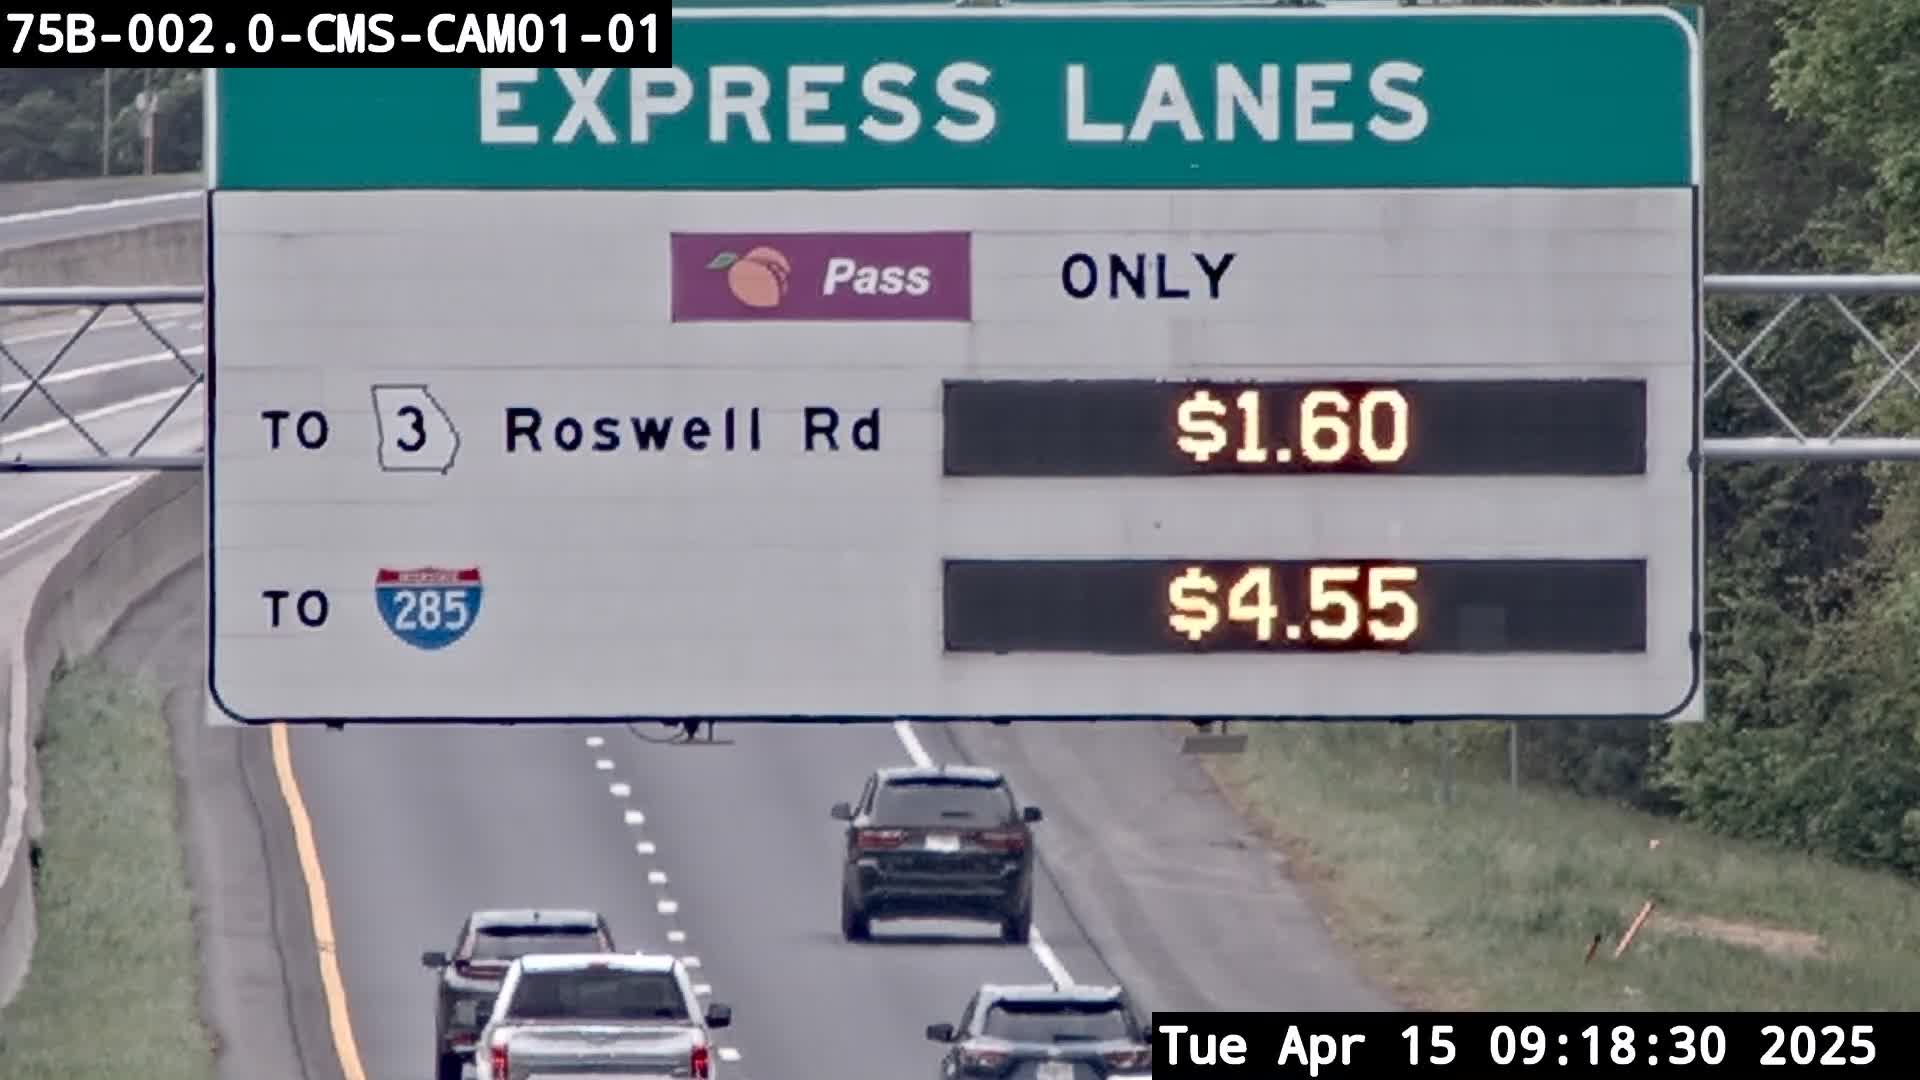 75B-002.0-CMS-CAM01-01
EXPRESS LANES
Pass ONLY
TO 3 Roswell Rd $1.60
TO INTERSTATE 285 $4.55
Tue Apr 15 09:18:30 2025